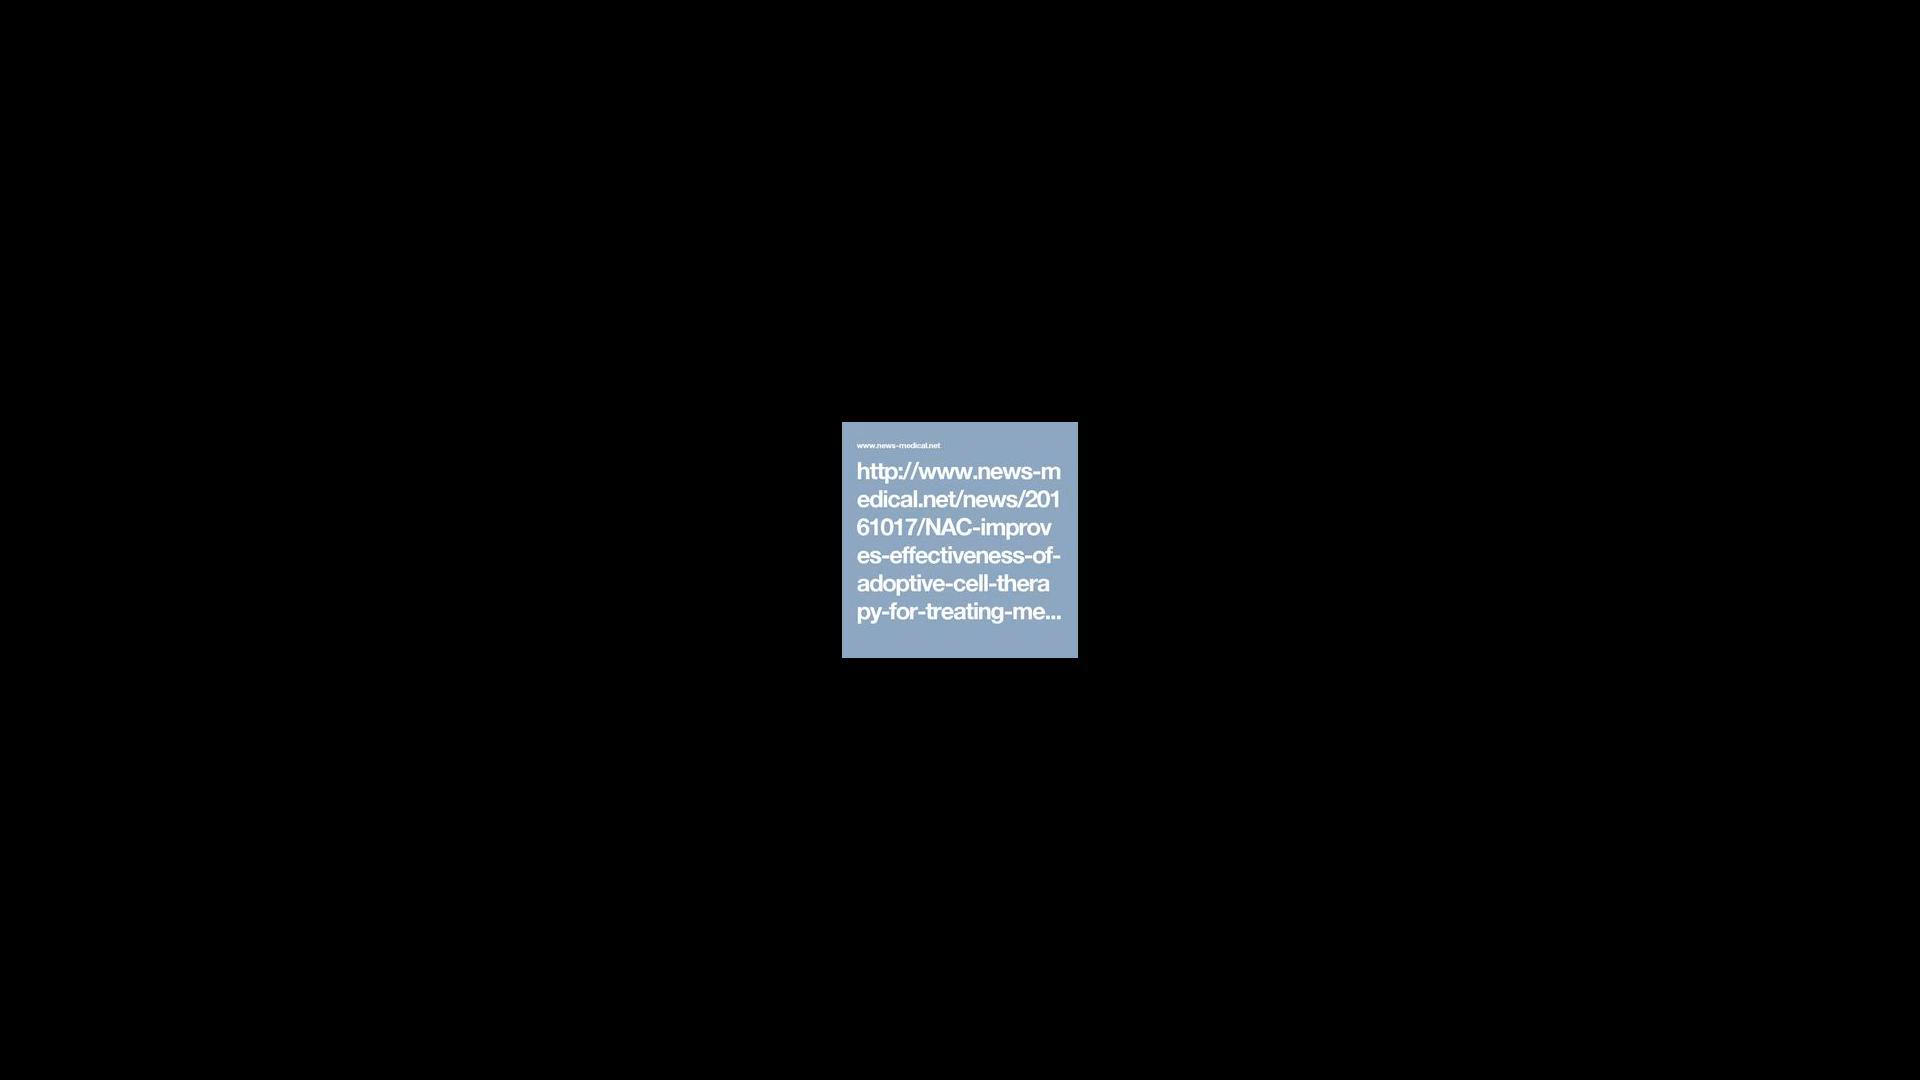 www.news-medical.net
http://www.news-m
edical.net/news/201
61017/NAC-improv
es-effectiveness-of-
adoptive-cell-thera
py-for-treating-me...